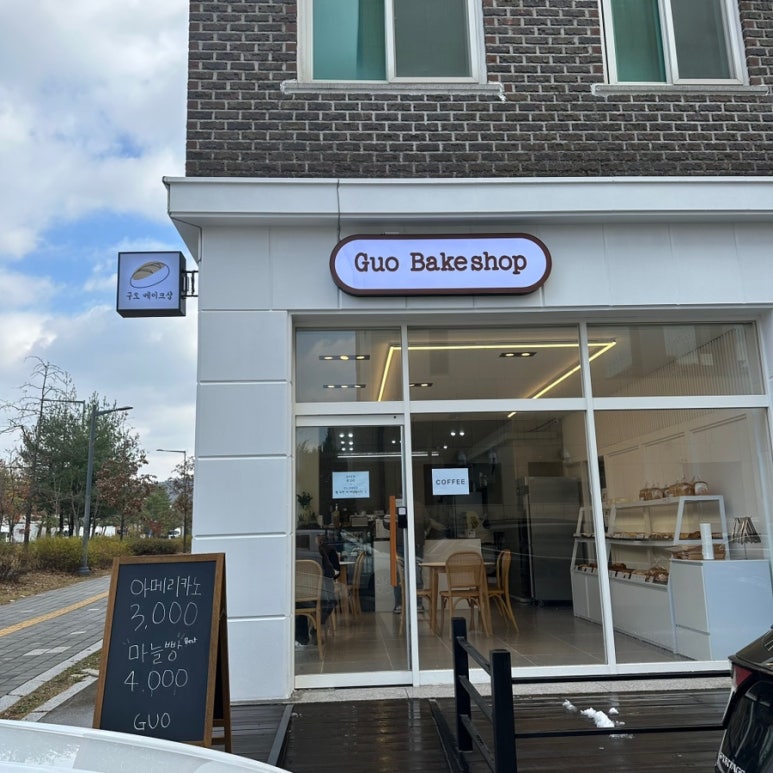 Guo Bakeshop
구오 베이크샵
COFFEE
아메리카노
3,000
"마늘빵" Best
4,000
GUO